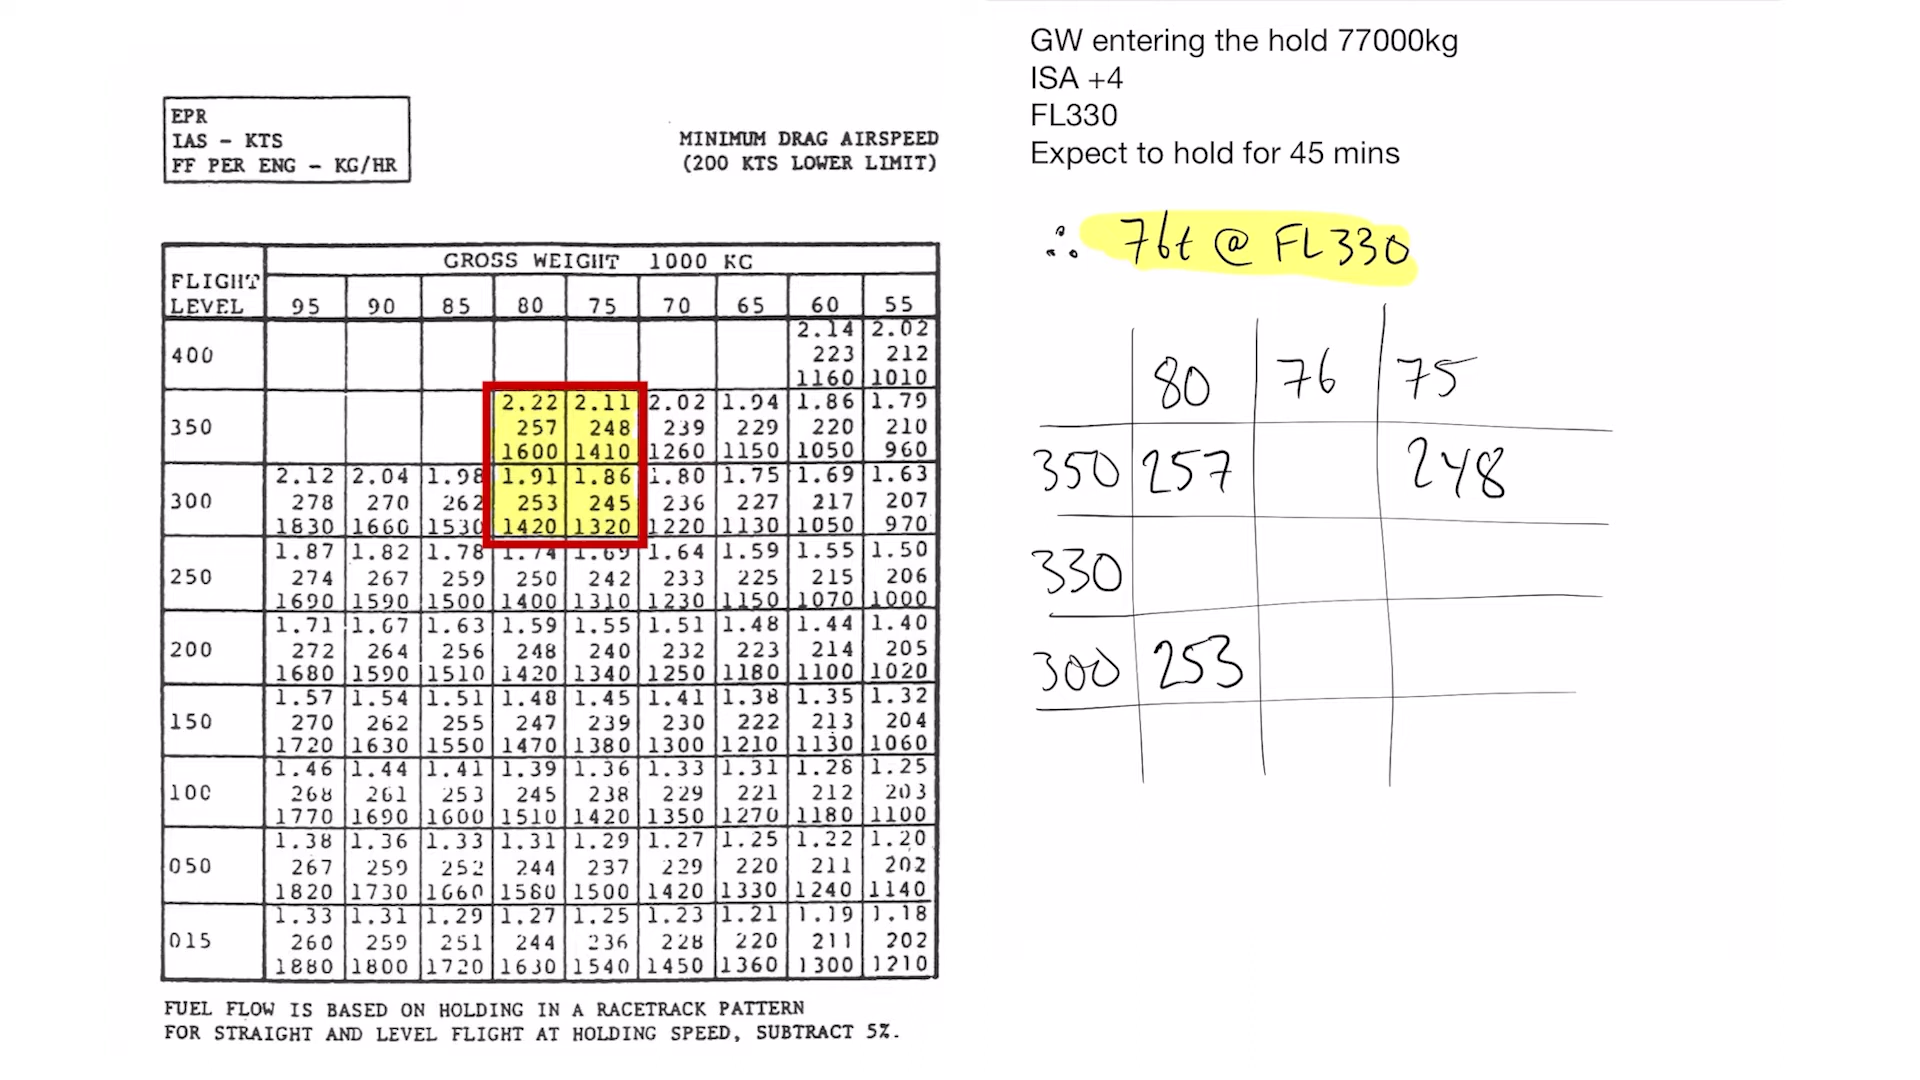 EPR
IAS - KTS
FF PER ENG - KG/HR
MINIMUM DRAG AIRSPEED
(200 KTS LOWER LIMIT)
FLIGHT LEVEL GROSS WEIGHT 1000 KG
95 90 85 80 75 70 65 60 55
2.14 2.02
400 223 212
1160 1010
2.22 2.11 2.02 1.94 1.86 1.79
350 257 248 239 229 220 210
1600 1410 1260 1150 1050 960
2.12 2.04 1.98 1.91 1.86 1.80 1.75 1.69 1.63
300 278 270 262 253 245 236 227 217 207
1830 1660 1530 1420 1320 1220 1130 1050 970
1.87 1.82 1.78 1.74 1.69 1.64 1.59 1.55 1.50
250 274 267 259 250 242 233 225 215 206
1690 1590 1500 1400 1310 1230 1150 1070 1000
1.71 1.67 1.63 1.59 1.55 1.51 1.48 1.44 1.40
200 272 264 256 248 240 232 223 214 205
1680 1590 1510 1420 1340 1250 1180 1100 1020
1.57 1.54 1.51 1.48 1.45 1.41 1.38 1.35 1.32
150 270 262 255 247 239 230 222 213 204
1720 1630 1550 1470 1380 1300 1210 1130 1060
1.46 1.44 1.41 1.39 1.36 1.33 1.31 1.28 1.25
100 268 261 253 245 238 229 221 212 203
1770 1690 1600 1510 1420 1350 1270 1180 1100
1.38 1.36 1.33 1.31 1.29 1.27 1.25 1.22 1.20
050 267 259 252 244 237 229 220 211 202
1820 1730 1660 1580 1500 1420 1330 1240 1140
1.33 1.31 1.29 1.27 1.25 1.23 1.21 1.19 1.18
015 260 259 251 244 236 228 220 211 202
1880 1800 1720 1630 1540 1450 1360 1300 1210
FUEL FLOW IS BASED ON HOLDING IN A RACETRACK PATTERN
FOR STRAIGHT AND LEVEL FLIGHT AT HOLDING SPEED, SUBTRACT 5%.
GW entering the hold 77000kg
ISA +4
FL330
Expect to hold for 45 mins
∴ 76t @ FL330
80 76 75
350 257 248
330
300 253